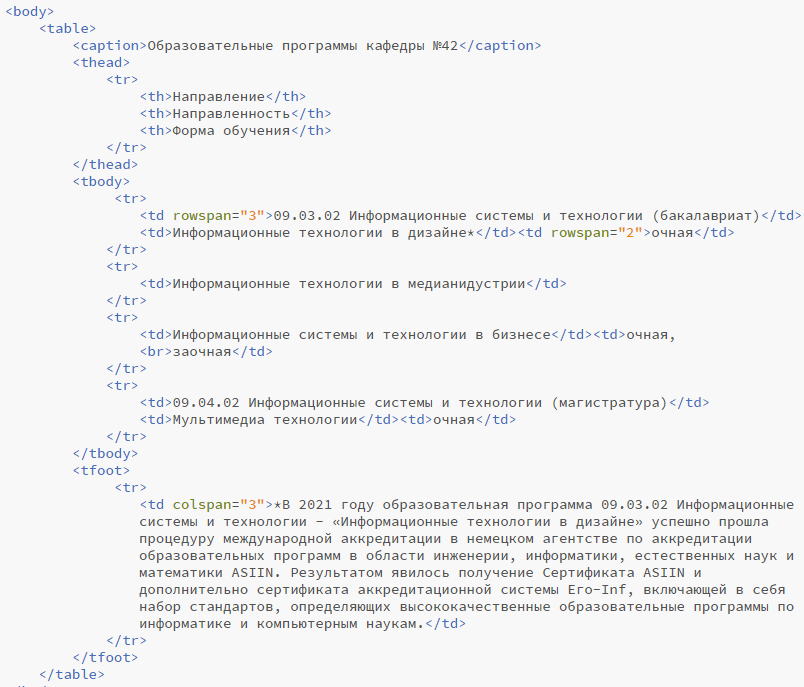 <body>
<table>
<caption>Образовательные программы кафедры №42</caption>
<thead>
<tr>
<th>Направление</th>
<th>Направленность</th>
<th>Форма обучения</th>
</tr>
</thead>
<tbody>
<tr>
<td rowspan="3">09.03.02 Информационные системы и технологии (бакалавриат)</td>
<td>Информационные технологии в дизайне*</td><td rowspan="2">очная</td>
</tr>
<tr>
<td>Информационные технологии в медианидустрии</td>
</tr>
<tr>
<td>Информационные системы и технологии в бизнесе</td><td>очная,
<br>заочная</td>
</tr>
<tr>
<td>09.04.02 Информационные системы и технологии (магистратура)</td>
<td>Мультимедиа технологии</td><td>очная</td>
</tr>
</tbody>
<tfoot>
<tr>
<td colspan="3">*В 2021 году образовательная программа 09.03.02 Информационные
системы и технологии – «Информационные технологии в дизайне» успешно прошла
процедуру международной аккредитации в немецком агентстве по аккредитации
образовательных программ в области инженерии, информатики, естественных наук и
математики ASIIN. Результатом явилось получение Сертификата ASIIN и
дополнительно сертификата аккредитационной системы Ero-Inf, включающей в себя
набор стандартов, определяющих высококачественные образовательные программы по
информатике и компьютерным наукам.</td>
</tr>
</tfoot>
</table>